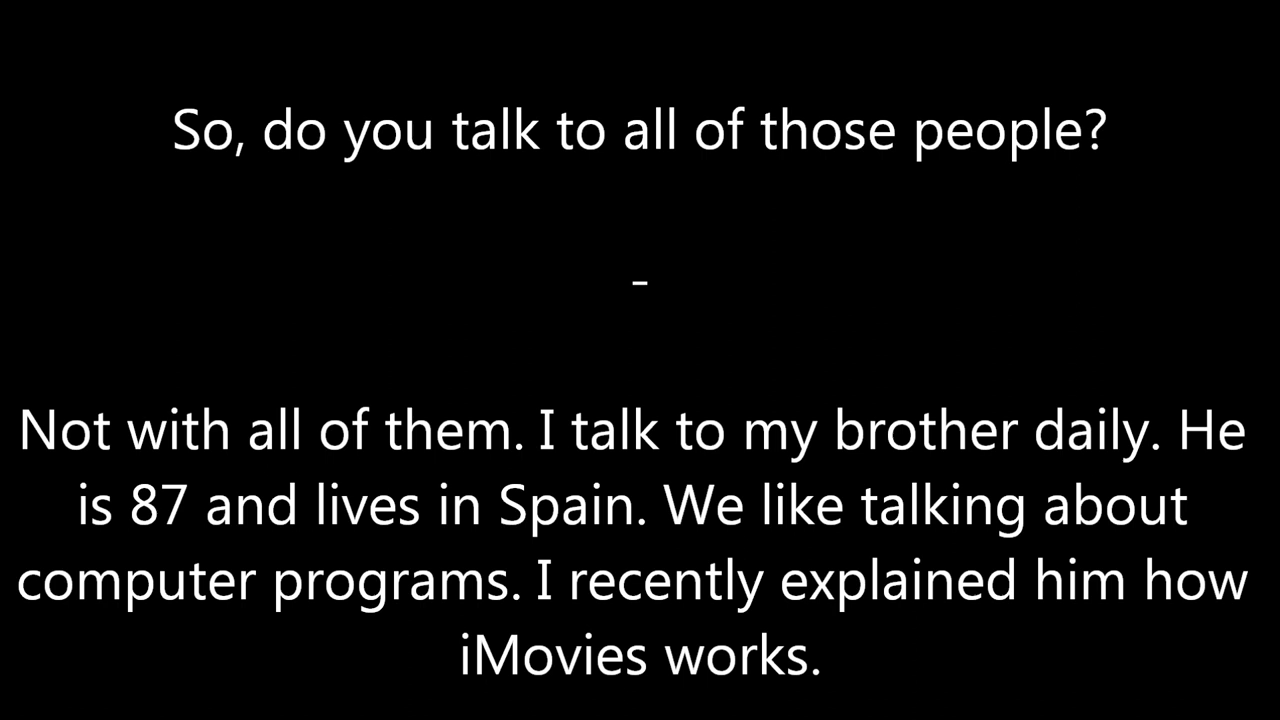 So, do you talk to all of those people?
-
Not with all of them. I talk to my brother daily. He
is 87 and lives in Spain. We like talking about
computer programs. I recently explained him how
iMovies works.